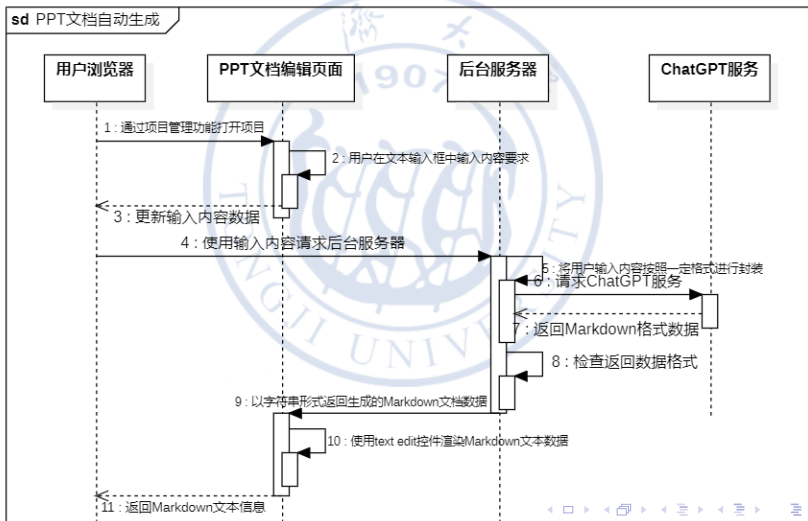 sd PPT文档自动生成
用户浏览器
PPT文档编辑页面
后台服务器
ChatGPT服务
1 : 通过项目管理功能打开项目
2 : 用户在文本输入框中输入内容要求
3 : 更新输入内容数据
4 : 使用输入内容请求后台服务器
5 : 将用户输入内容按照一定格式进行封装
6 : 请求ChatGPT服务
7 : 返回Markdown格式数据
8 : 检查返回数据格式
9 : 以字符串形式返回生成的Markdown文档数据
10 : 使用text edit控件渲染Markdown文本数据
11 : 返回Markdown文本信息
1907
TONGJI UNIVERSITY